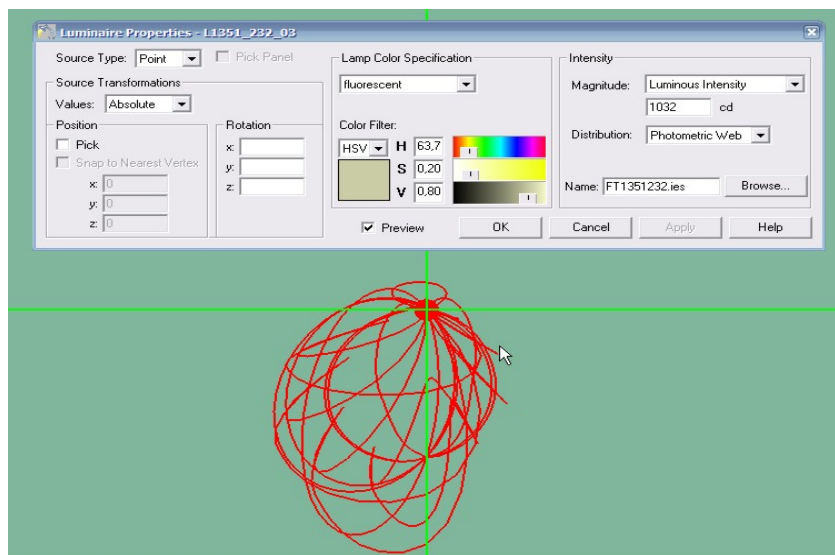 Luminaire Properties - L1351_232_03
Source Type: Point Pick Panel
Source Transformations
Values: Absolute
Position
Pick
Snap to Nearest Vertex
x: 0
y: 0
z: 0
Rotation
x:
y:
z:
Lamp Color Specification
fluorescent
Color Filter:
HSV H 63,7
S 0,20
V 0,80
Intensity
Magnitude: Luminous Intensity
1032 cd
Distribution: Photometric Web
Name: FT1351232.ies Browse...
Preview OK Cancel Apply Help